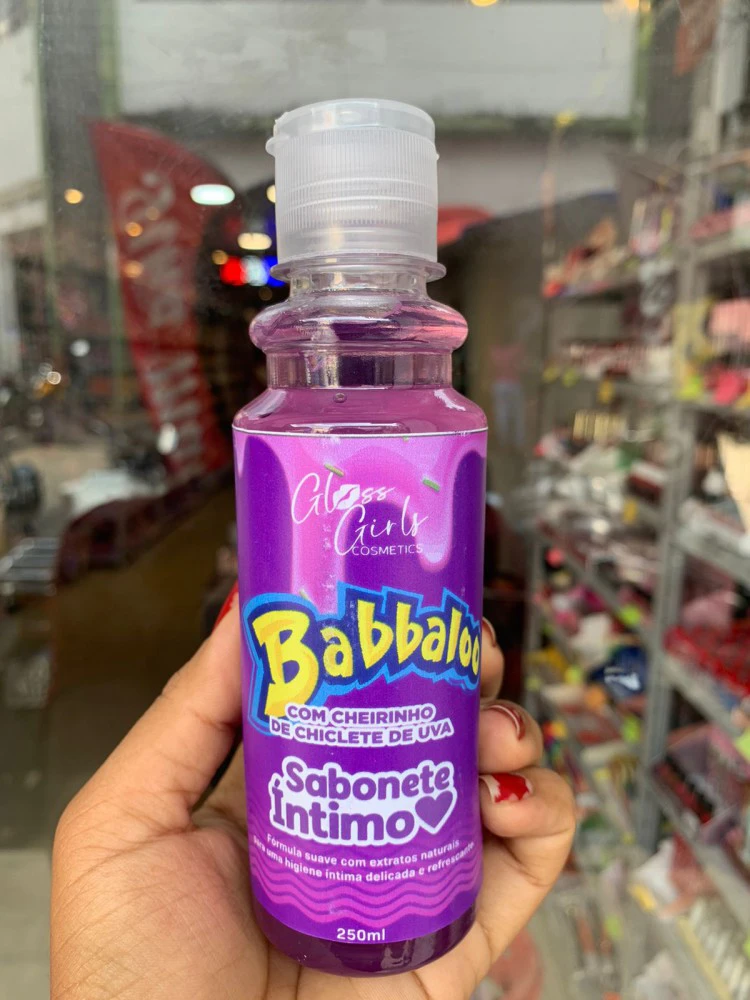 Gloss
Girls
COSMETICS
Babbaloo
COM CHEIRINHO
DE CHICLETE DE UVA
Sabonete
Íntimo
Fórmula suave com extratos naturais
para uma higiene íntima delicada e refrescante
250ml